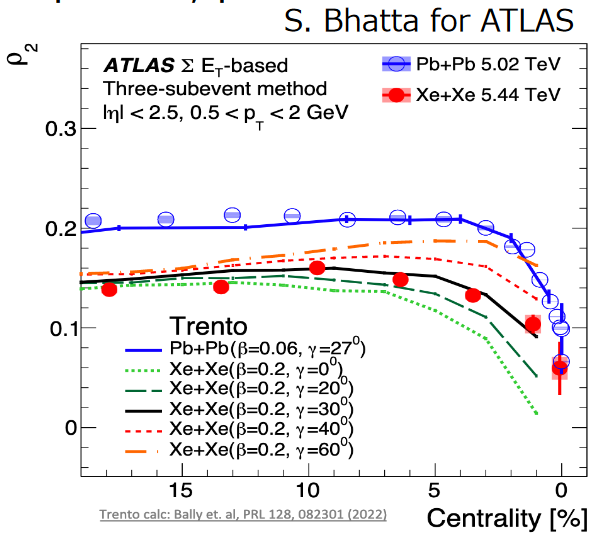 S. Bhatta for ATLAS
ρ₂
ATLAS Σ E_T-based
Three-subevent method
|η| < 2.5, 0.5 < p_T < 2 GeV
Pb+Pb 5.02 TeV
Xe+Xe 5.44 TeV
0.3
0.2
0.1
0
Trento
Pb+Pb(β=0.06, γ=27⁰)
Xe+Xe(β=0.2, γ=0⁰)
Xe+Xe(β=0.2, γ=20⁰)
Xe+Xe(β=0.2, γ=30⁰)
Xe+Xe(β=0.2, γ=40⁰)
Xe+Xe(β=0.2, γ=60⁰)
15 10 5 0
Trento calc: Bally et. al, PRL 128, 082301 (2022)
Centrality [%]